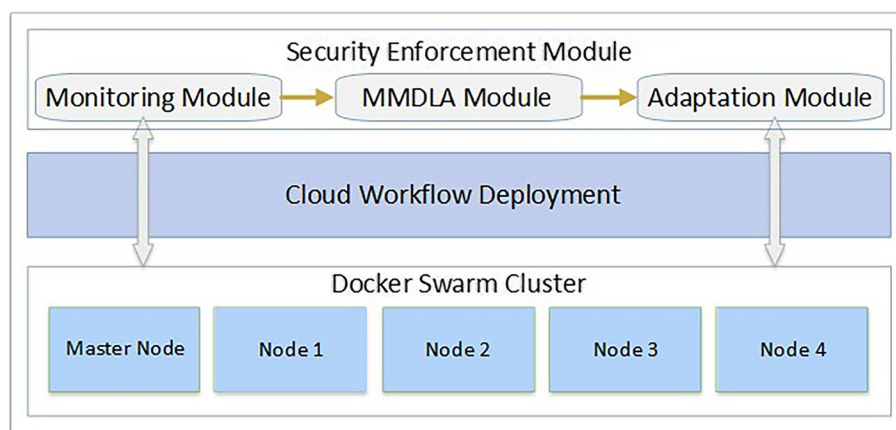 Security Enforcement Module
Monitoring Module
MMDLA Module
Adaptation Module
Cloud Workflow Deployment
Docker Swarm Cluster
Master Node
Node 1
Node 2
Node 3
Node 4